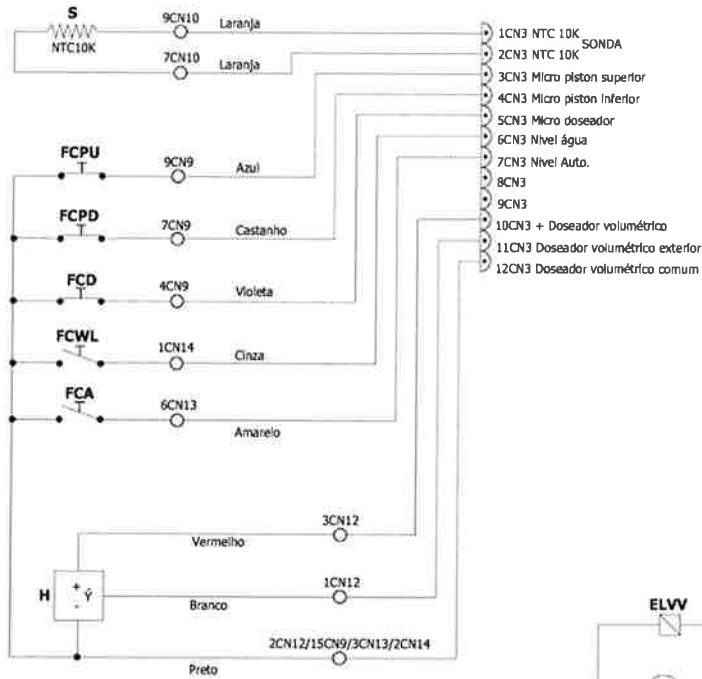 S
NTC10K
9CN10
Laranja
7CN10
Laranja
FCPU
9CN9
Azul
FCPD
7CN9
Castanho
FCD
4CN9
Violeta
FCWL
1CN14
Cinza
FCA
6CN13
Amarelo
3CN12
Vermelho
H
+
Ÿ
-
1CN12
Branco
2CN12/15CN9/3CN13/2CN14
Preto
1CN3 NTC 10K
SONDA
2CN3 NTC 10K
3CN3 Micro piston superior
4CN3 Micro piston inferior
5CN3 Micro doseador
6CN3 Nivel água
7CN3 Nivel Auto.
8CN3
9CN3
10CN3 + Doseador volumétrico
11CN3 Doseador volumétrico exterior
12CN3 Doseador volumétrico comum
ELVV